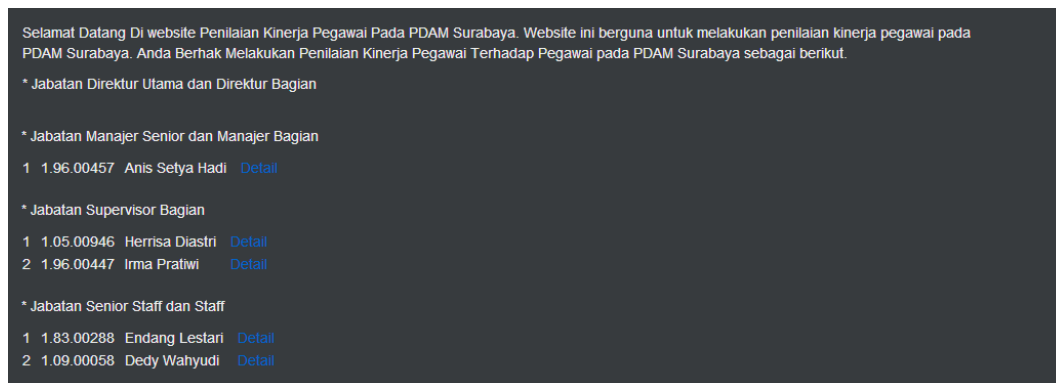 Selamat Datang Di website Penilaian Kinerja Pegawai Pada PDAM Surabaya. Website ini berguna untuk melakukan penilaian kinerja pegawai pada
PDAM Surabaya. Anda Berhak Melakukan Penilaian Kinerja Pegawai Terhadap Pegawai pada PDAM Surabaya sebagai berikut.
* Jabatan Direktur Utama dan Direktur Bagian
* Jabatan Manajer Senior dan Manajer Bagian
1 1.96.00457 Anis Setya Hadi Detail
* Jabatan Supervisor Bagian
1 1.05.00946 Herrisa Diastri Detail
2 1.96.00447 Irma Pratiwi Detail
* Jabatan Senior Staff dan Staff
1 1.83.00288 Endang Lestari Detail
2 1.09.00058 Dedy Wahyudi Detail